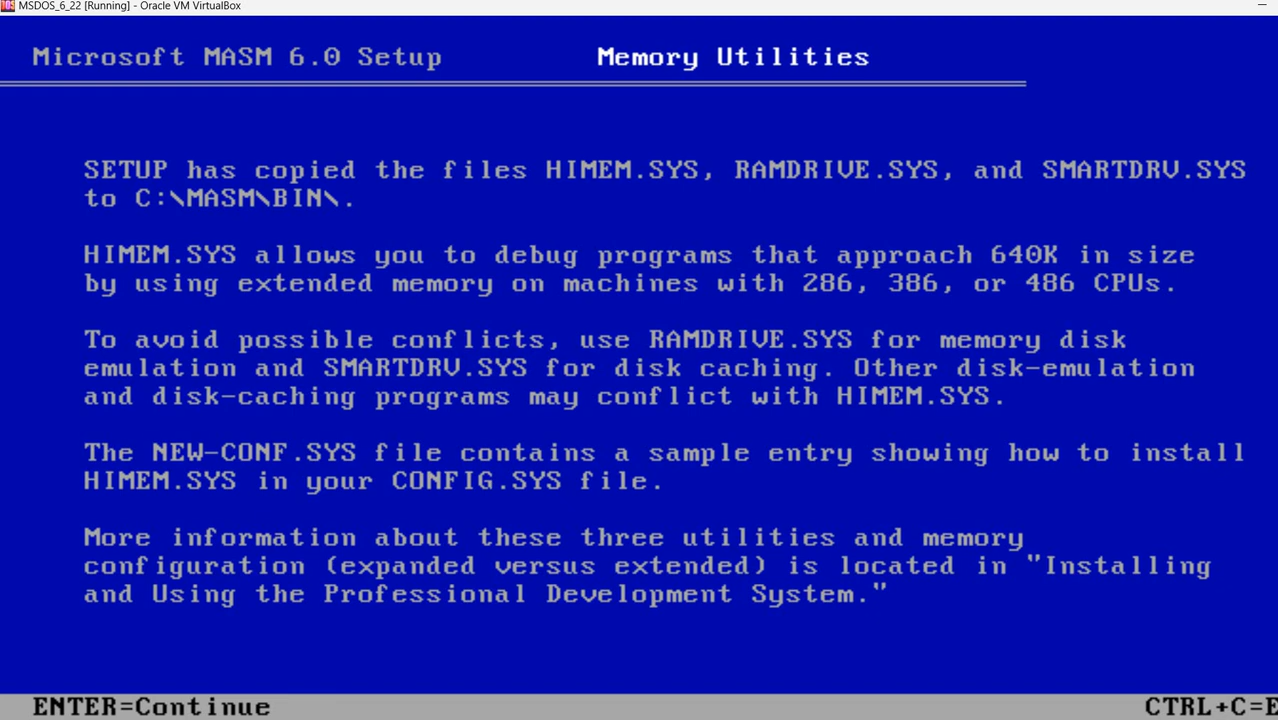 MSDOS_6_22 [Running] - Oracle VM VirtualBox
Microsoft MASM 6.0 Setup Memory Utilities
SETUP has copied the files HIMEM.SYS, RAMDRIVE.SYS, and SMARTDRV.SYS
to C:\MASM\BIN\.
HIMEM.SYS allows you to debug programs that approach 640K in size
by using extended memory on machines with 286, 386, or 486 CPUs.
To avoid possible conflicts, use RAMDRIVE.SYS for memory disk
emulation and SMARTDRV.SYS for disk caching. Other disk-emulation
and disk-caching programs may conflict with HIMEM.SYS.
The NEW-CONF.SYS file contains a sample entry showing how to install
HIMEM.SYS in your CONFIG.SYS file.
More information about these three utilities and memory
configuration (expanded versus extended) is located in "Installing
and Using the Professional Development System."
ENTER=Continue CTRL+C=E